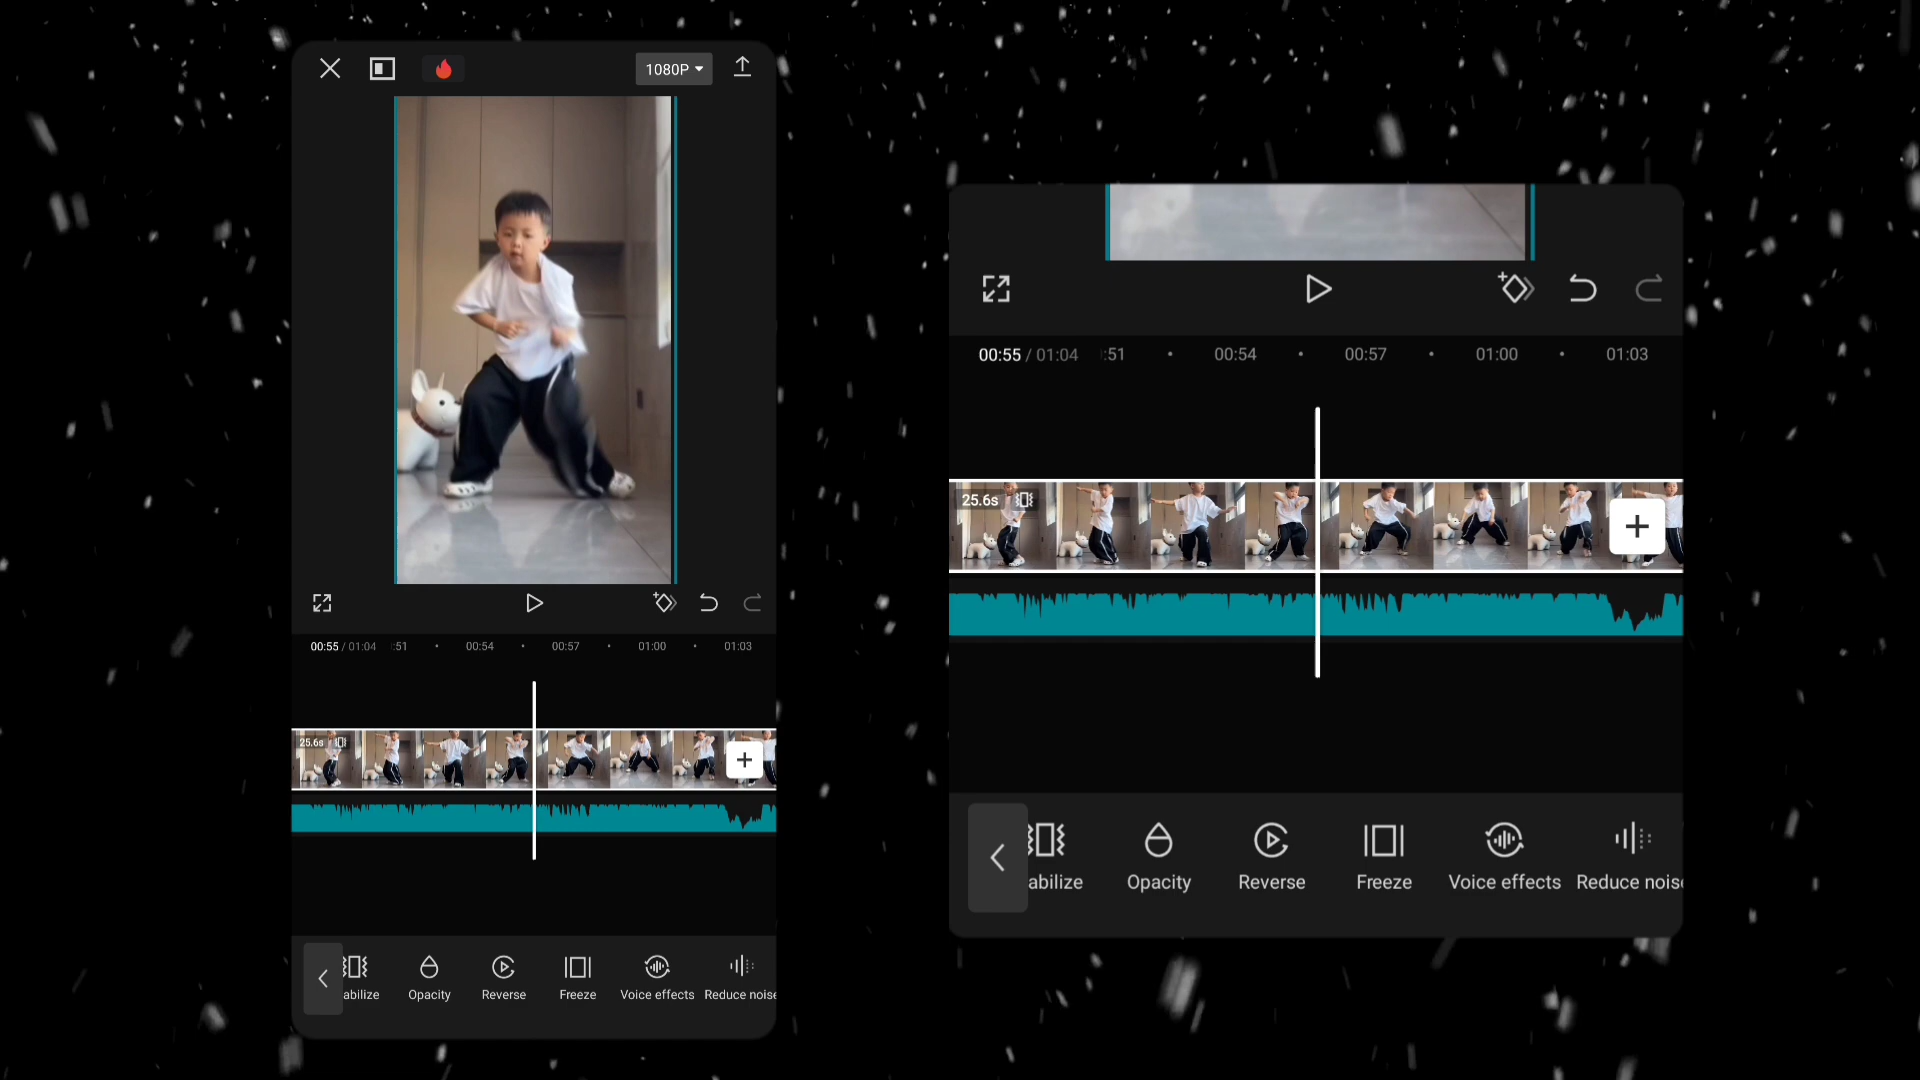 1080P
00:55 / 01:04 :51 00:54 00:57 01:00 01:03
25.6s
abilize Opacity Reverse Freeze Voice effects Reduce noise
00:55 / 01:04 :51 00:54 00:57 01:00 01:03
25.6s
abilize Opacity Reverse Freeze Voice effects Reduce nois